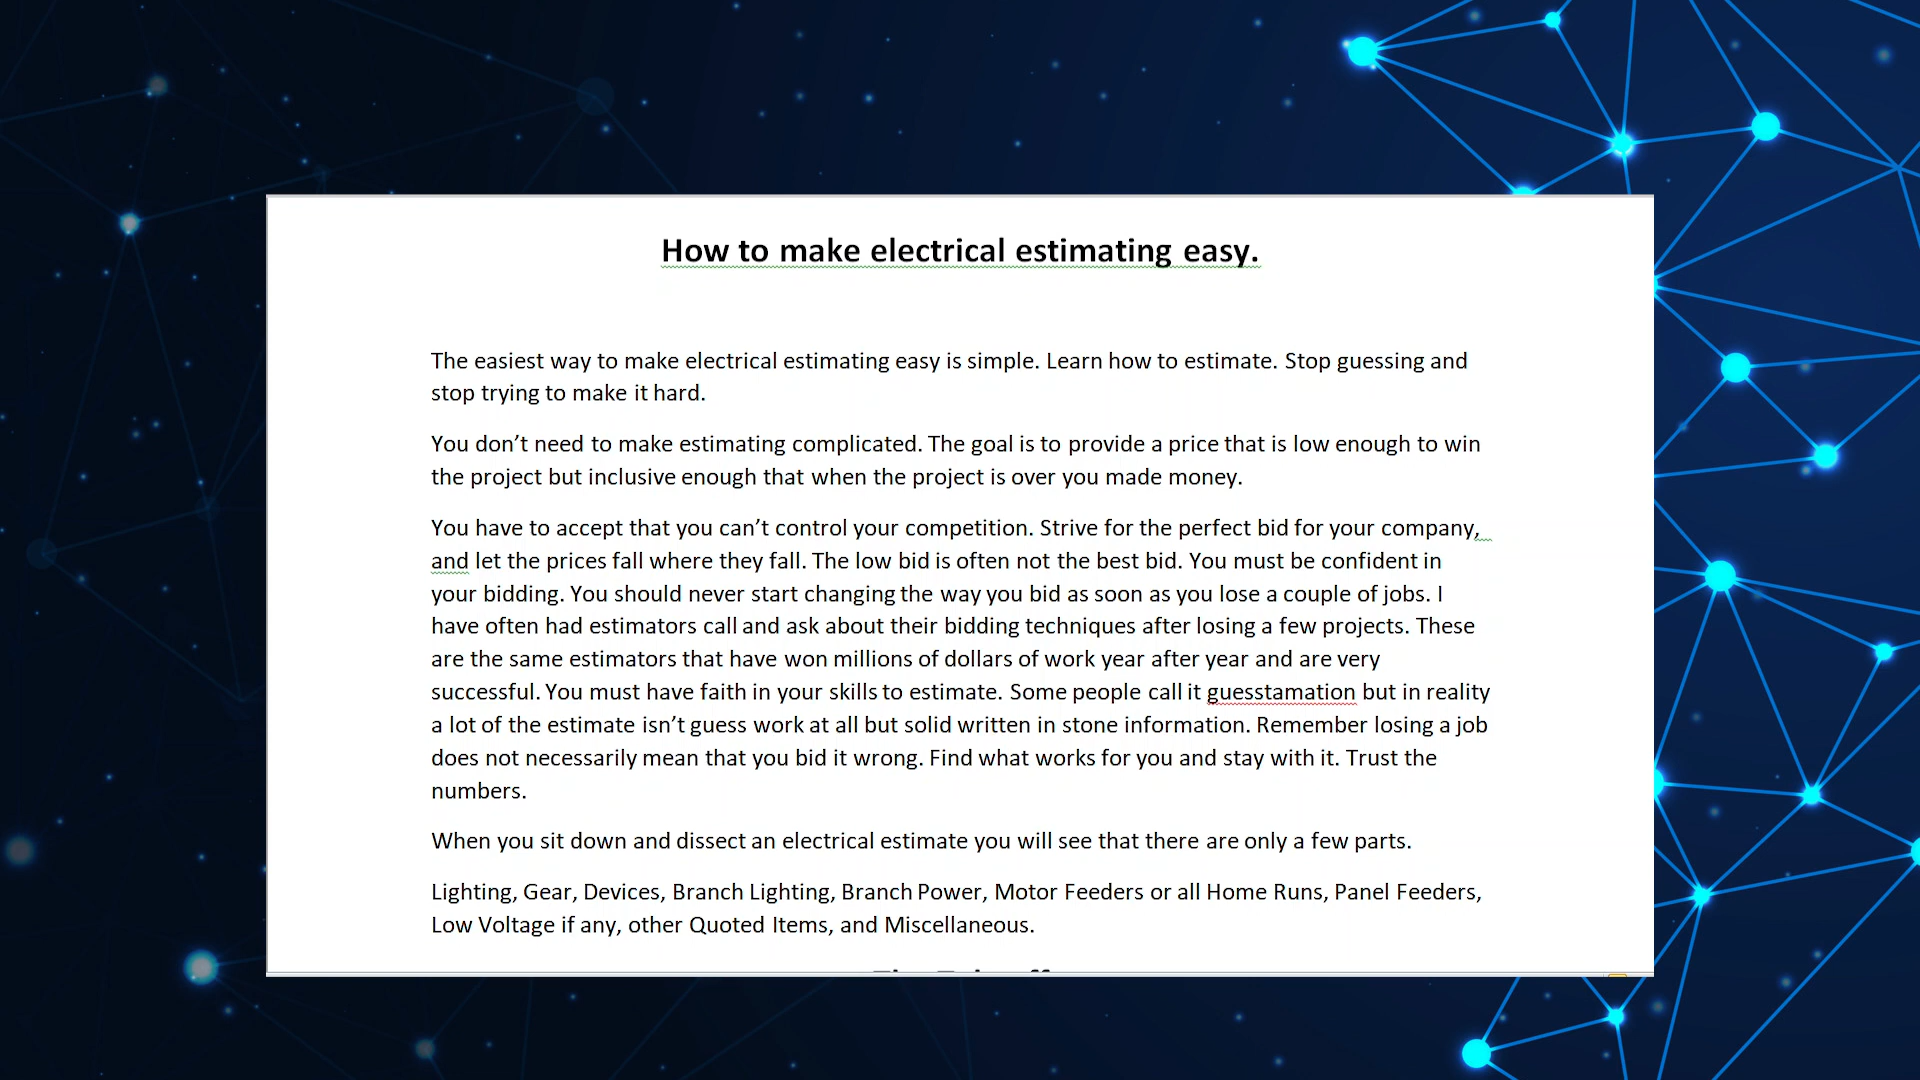 How to make electrical estimating easy.
The easiest way to make electrical estimating easy is simple. Learn how to estimate. Stop guessing and
stop trying to make it hard.
You don’t need to make estimating complicated. The goal is to provide a price that is low enough to win
the project but inclusive enough that when the project is over you made money.
You have to accept that you can’t control your competition. Strive for the perfect bid for your company,
and let the prices fall where they fall. The low bid is often not the best bid. You must be confident in
your bidding. You should never start changing the way you bid as soon as you lose a couple of jobs. I
have often had estimators call and ask about their bidding techniques after losing a few projects. These
are the same estimators that have won millions of dollars of work year after year and are very
successful. You must have faith in your skills to estimate. Some people call it guesstamation but in reality
a lot of the estimate isn’t guess work at all but solid written in stone information. Remember losing a job
does not necessarily mean that you bid it wrong. Find what works for you and stay with it. Trust the
numbers.
When you sit down and dissect an electrical estimate you will see that there are only a few parts.
Lighting, Gear, Devices, Branch Lighting, Branch Power, Motor Feeders or all Home Runs, Panel Feeders,
Low Voltage if any, other Quoted Items, and Miscellaneous.